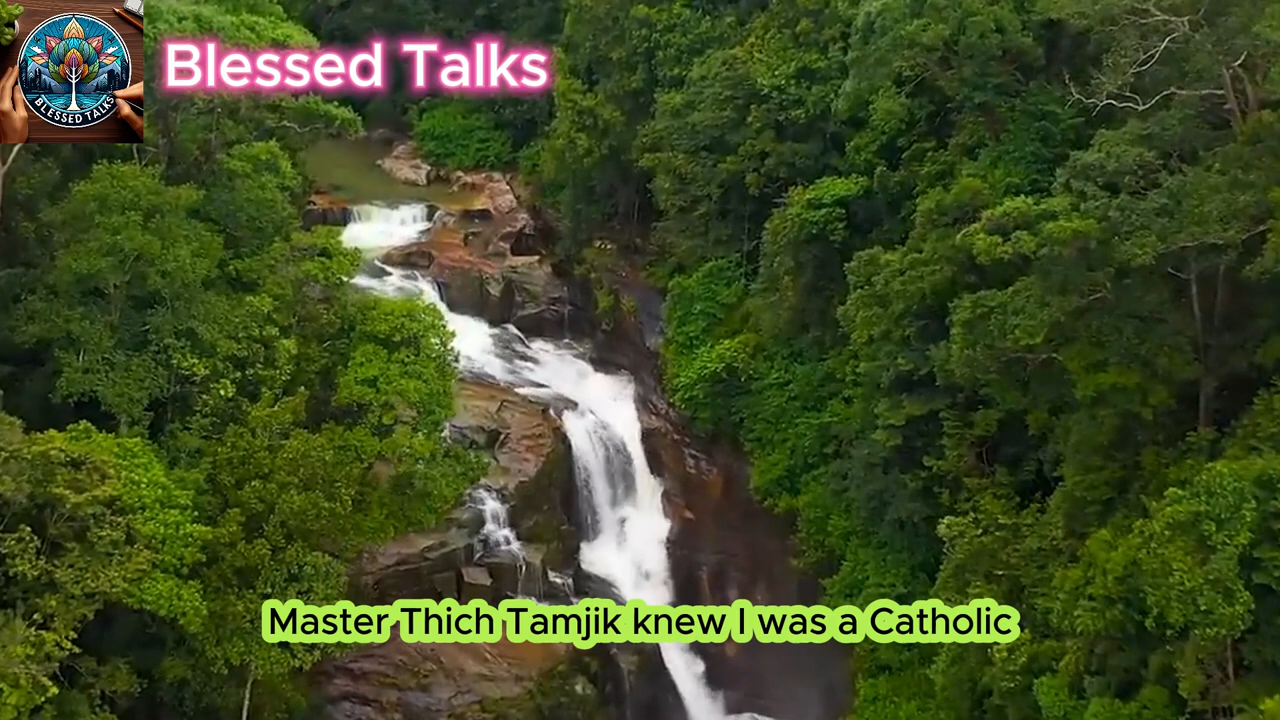 Blessed Talks
BLESSED TALKS
Master Thich Tamjik knew I was a Catholic